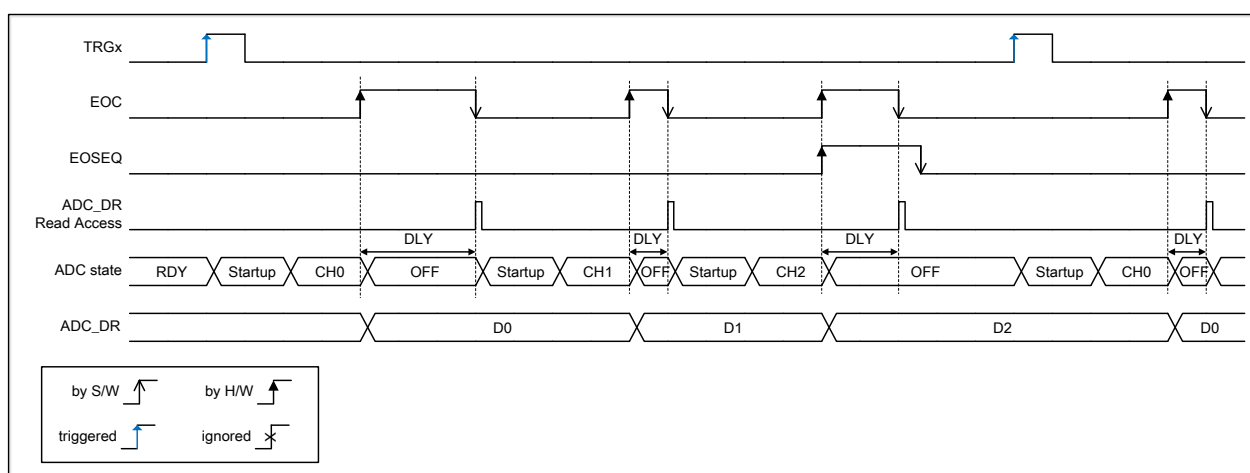 TRGx
EOC
EOSEQ
ADC_DR
Read Access
DLY DLY DLY DLY
ADC state RDY Startup CH0 OFF Startup CH1 OFF Startup CH2 OFF Startup CH0 OFF
ADC_DR D0 D1 D2 D0
by S/W by H/W
triggered ignored